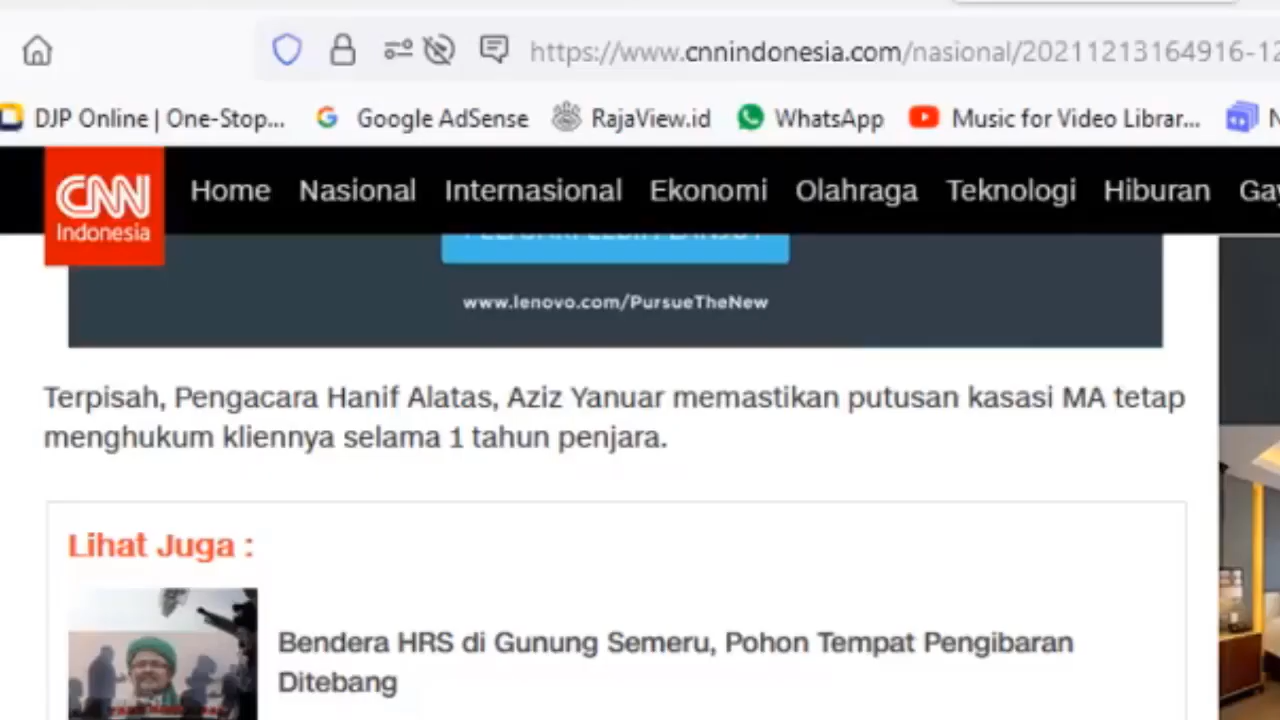 https://www.cnnindonesia.com/nasional/20211213164916-12
DJP Online | One-Stop... Google AdSense RajaView.id WhatsApp Music for Video Librar...
CNN Indonesia
Home Nasional Internasional Ekonomi Olahraga Teknologi Hiburan Gay
www.lenovo.com/PursueTheNew
Terpisah, Pengacara Hanif Alatas, Aziz Yanuar memastikan putusan kasasi MA tetap
menghukum kliennya selama 1 tahun penjara.
Lihat Juga :
Bendera HRS di Gunung Semeru, Pohon Tempat Pengibaran
Ditebang